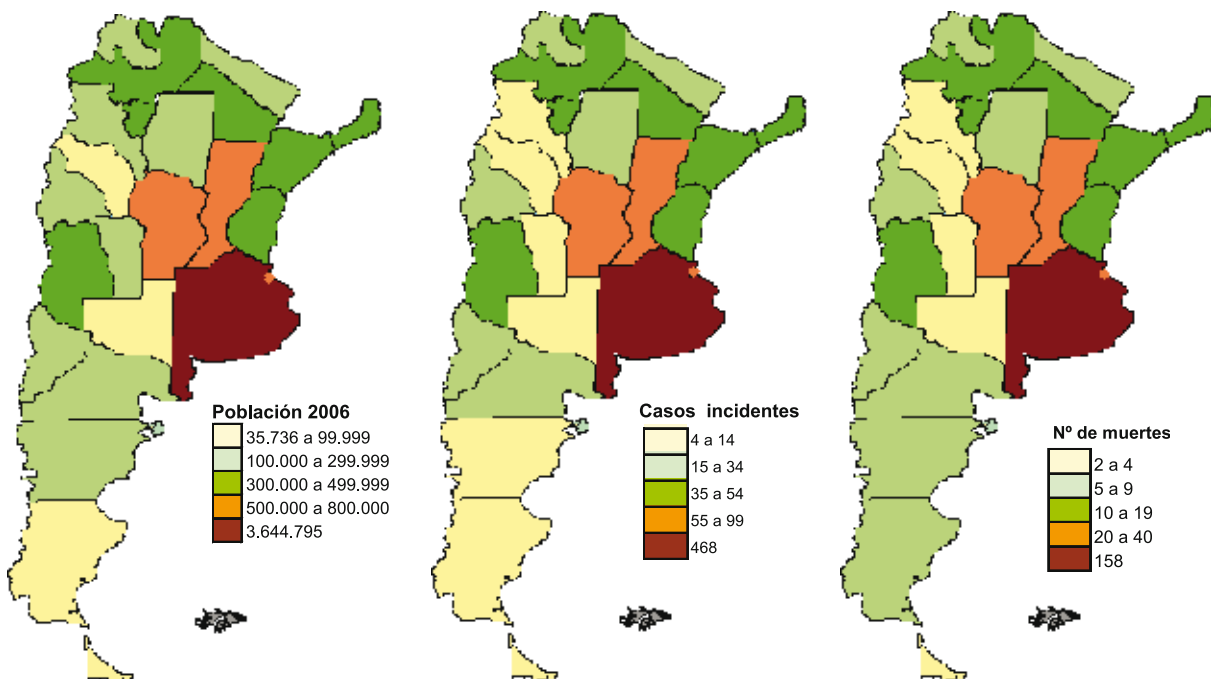 Población 2006
35.736 a 99.999
100.000 a 299.999
300.000 a 499.999
500.000 a 800.000
3.644.795
Casos incidentes
4 a 14
15 a 34
35 a 54
55 a 99
468
Nº de muertes
2 a 4
5 a 9
10 a 19
20 a 40
158